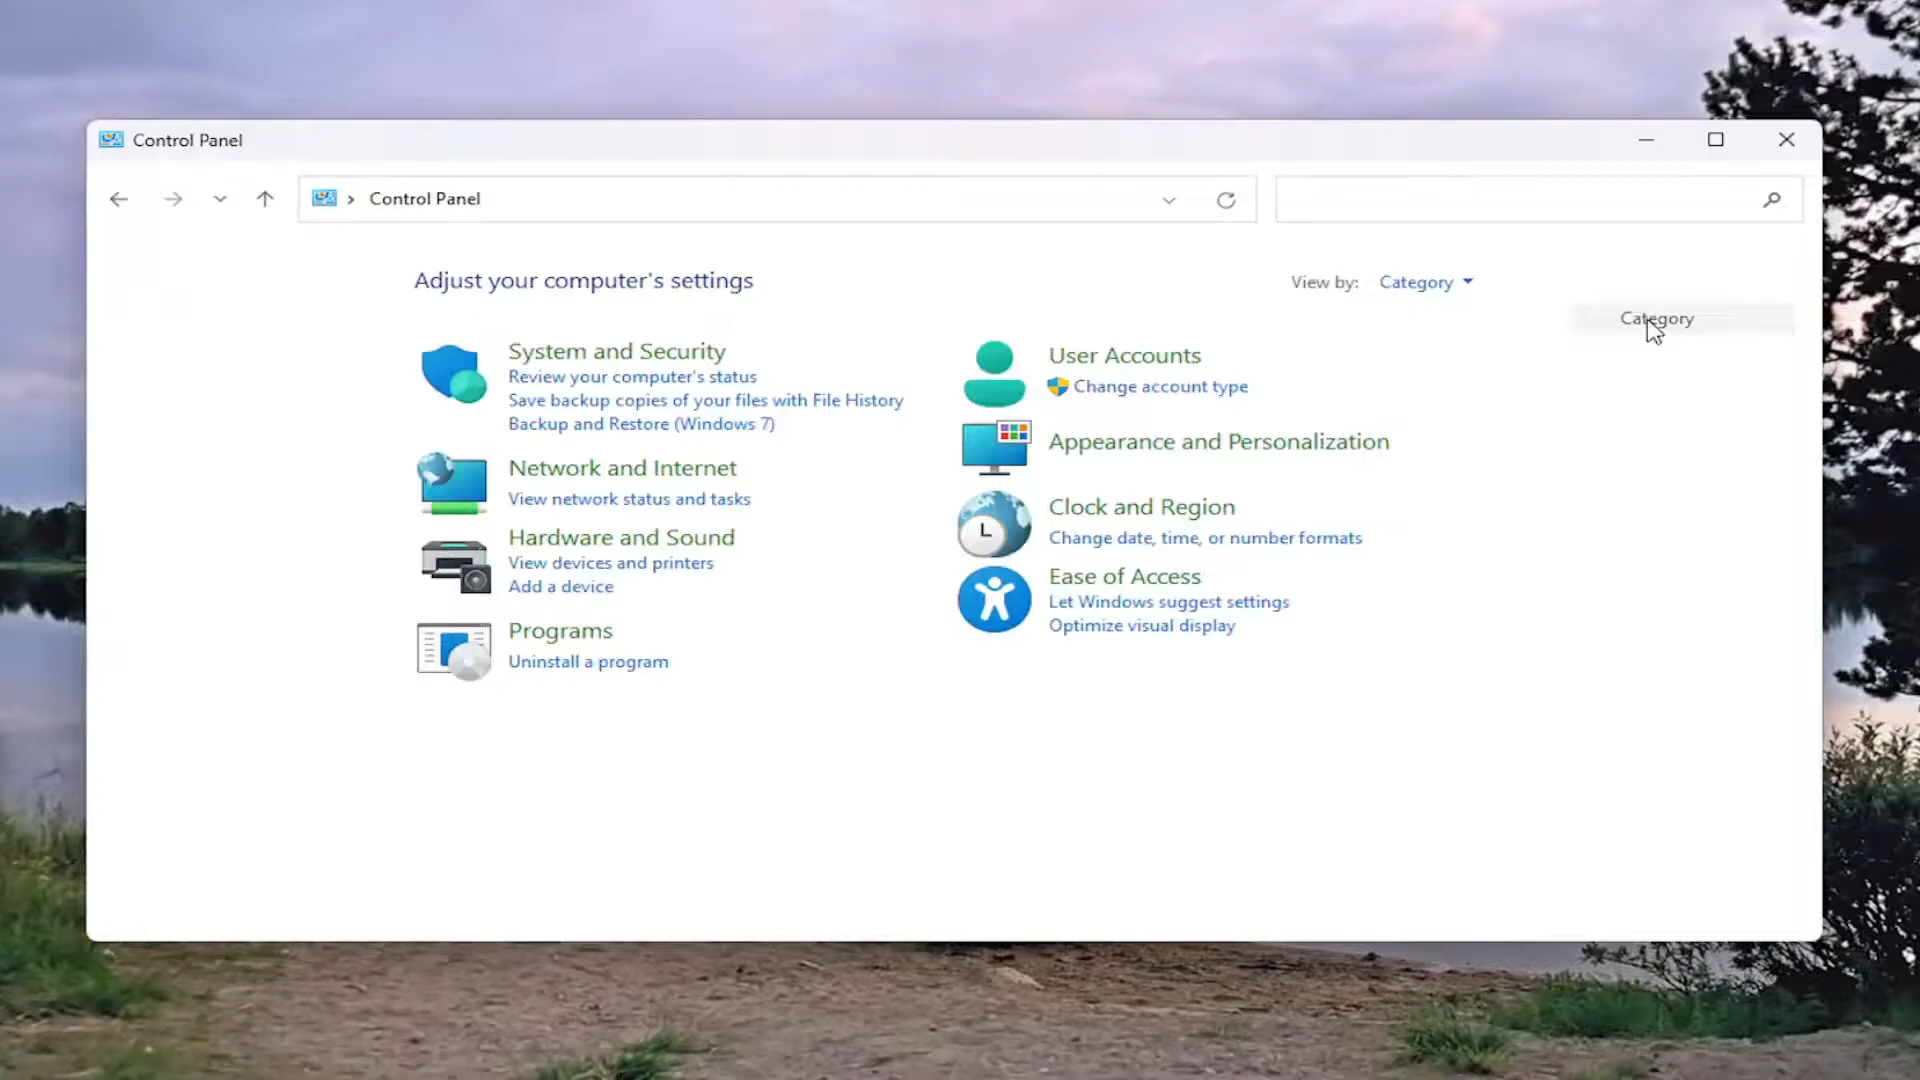 Control Panel
Control Panel
Adjust your computer's settings
View by: Category
Category
System and Security
Review your computer's status
Save backup copies of your files with File History
Backup and Restore (Windows 7)
Network and Internet
View network status and tasks
Hardware and Sound
View devices and printers
Add a device
Programs
Uninstall a program
User Accounts
Change account type
Appearance and Personalization
Clock and Region
Change date, time, or number formats
Ease of Access
Let Windows suggest settings
Optimize visual display